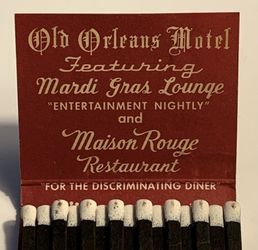 Old Orleans Motel
Featuring
Mardi Gras Lounge
"ENTERTAINMENT NIGHTLY"
and
Maison Rouge
Restaurant
"FOR THE DISCRIMINATING DINER